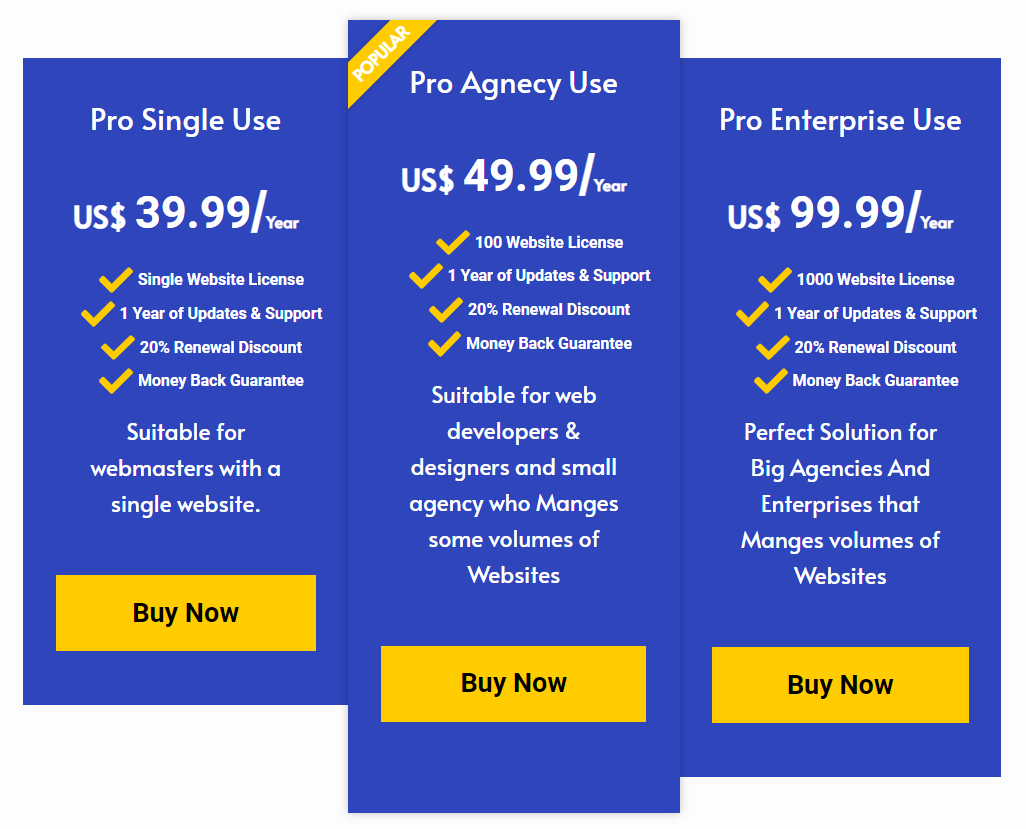 Pro Single Use
US$ 39.99/Year
Single Website License
1 Year of Updates & Support
20% Renewal Discount
Money Back Guarantee
Suitable for
webmasters with a
single website.
Buy Now
POPULAR
Pro Agnecy Use
US$ 49.99/Year
100 Website License
1 Year of Updates & Support
20% Renewal Discount
Money Back Guarantee
Suitable for web
developers &
designers and small
agency who Manges
some volumes of
Websites
Buy Now
Pro Enterprise Use
US$ 99.99/Year
1000 Website License
1 Year of Updates & Support
20% Renewal Discount
Money Back Guarantee
Perfect Solution for
Big Agencies And
Enterprises that
Manges volumes of
Websites
Buy Now